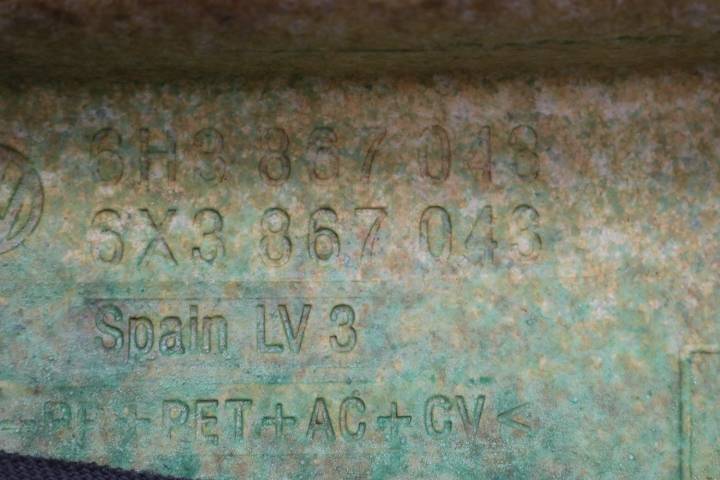 6H3 867 043
6X3 867 043
Spain LV 3
+PET+AC+CV<